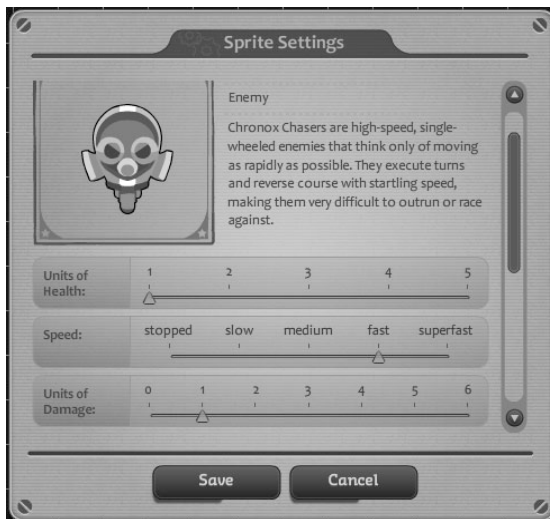 Sprite Settings
Enemy
Chronox Chasers are high-speed, single-
wheeled enemies that think only of moving
as rapidly as possible. They execute turns
and reverse course with startling speed,
making them very difficult to outrun or race
against.
Units of
Health:
1 2 3 4 5
Speed:
stopped slow medium fast superfast
Units of
Damage:
0 1 2 3 4 5 6
Save Cancel